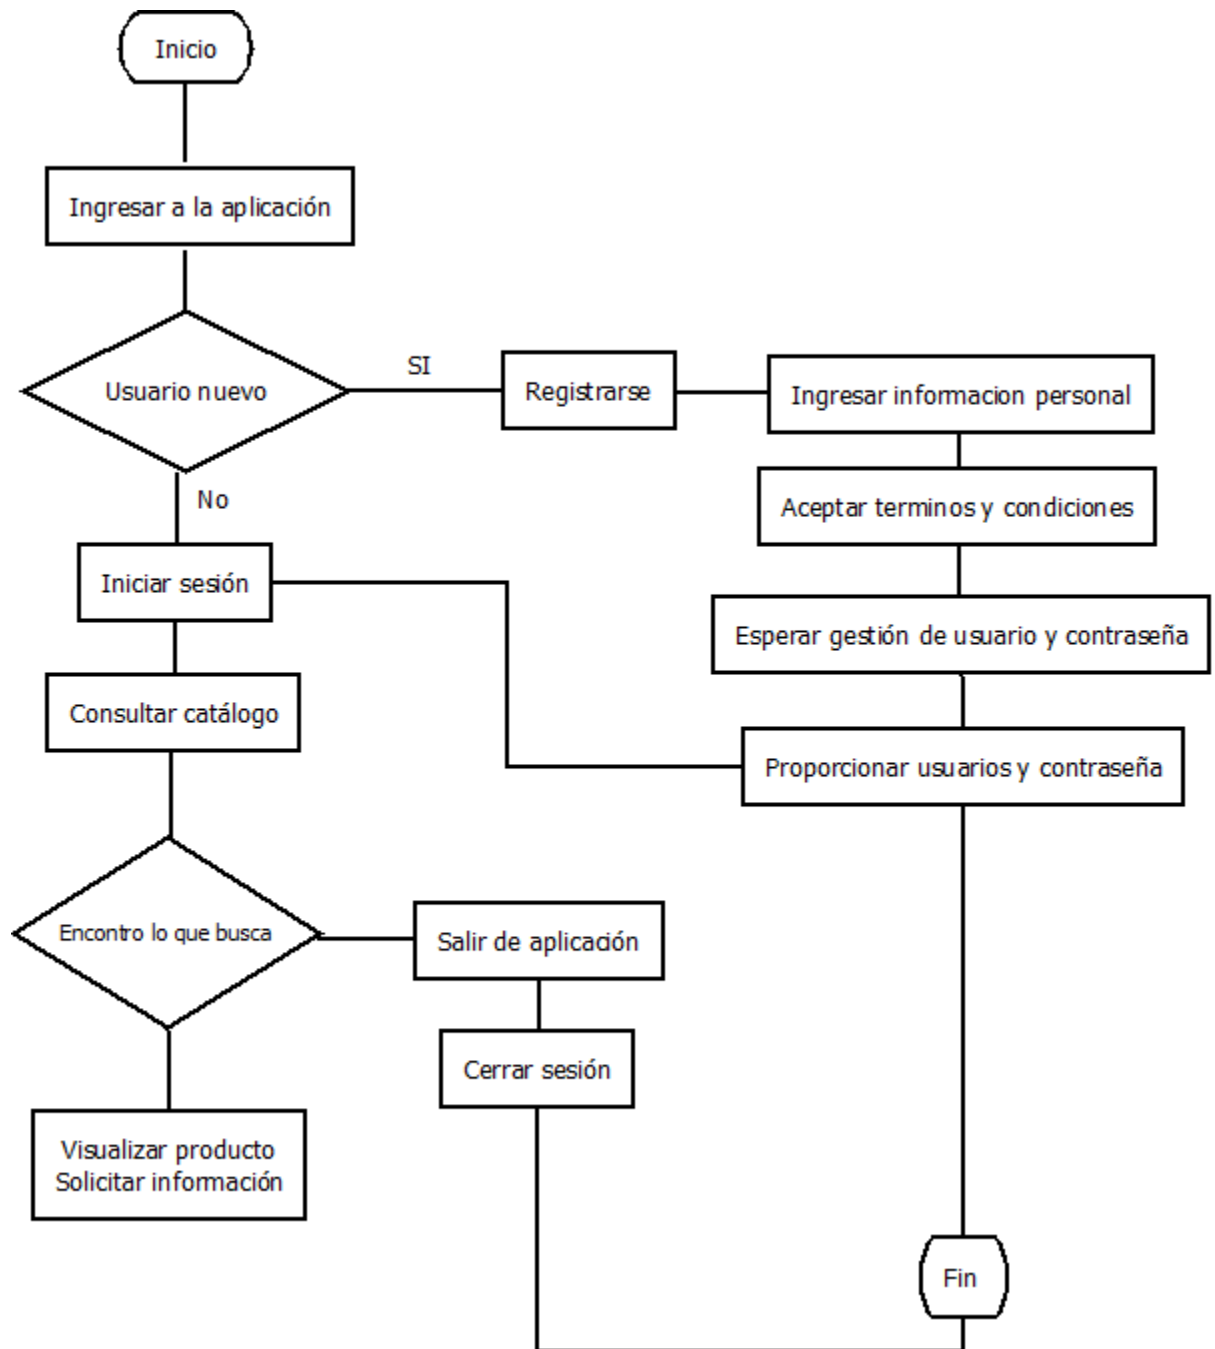 Inicio
Ingresar a la aplicación
Usuario nuevo
SI
Registrarse
Ingresar informacion personal
No
Aceptar terminos y condiciones
Iniciar sesión
Esperar gestión de usuario y contraseña
Consultar catálogo
Proporcionar usuarios y contraseña
Encontro lo que busca
Salir de aplicación
Cerrar sesión
Visualizar producto
Solicitar información
Fin